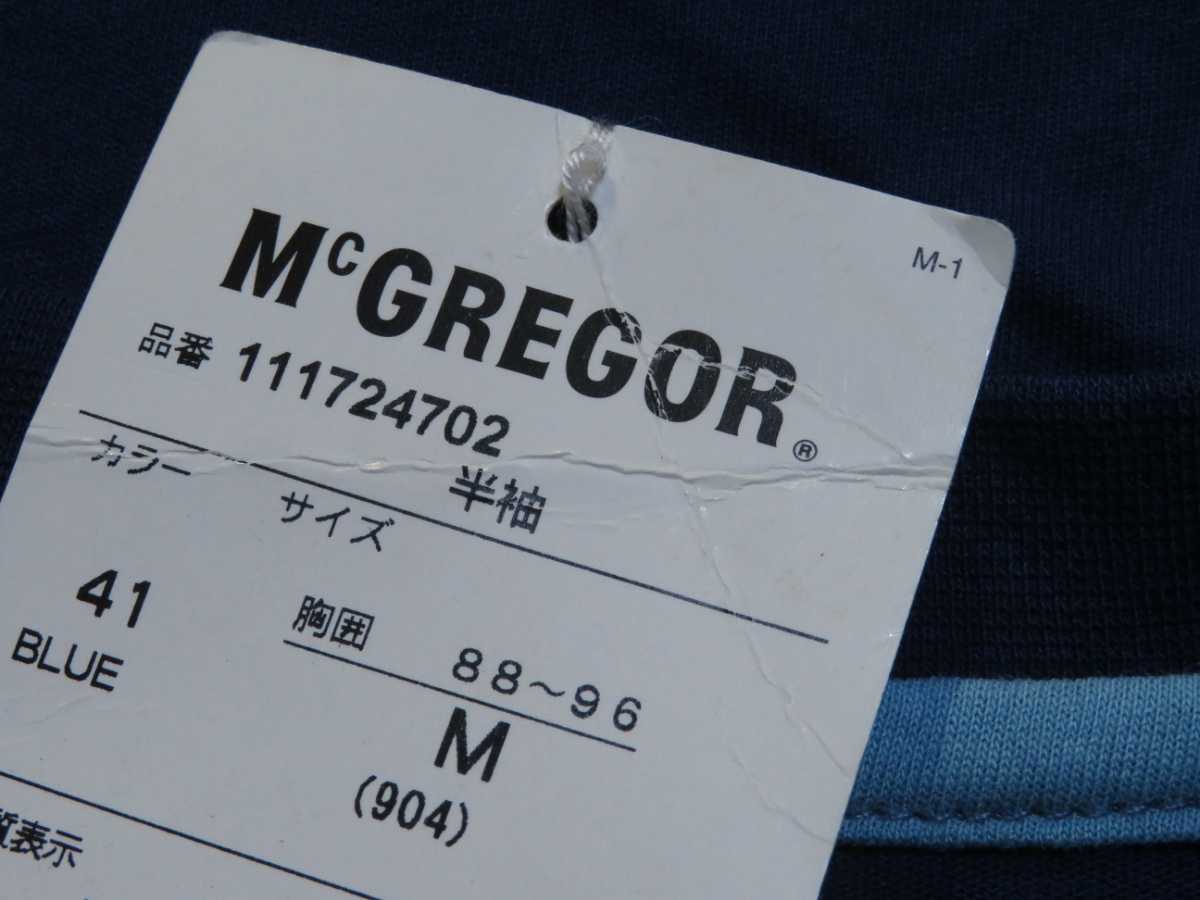 M-1
McGREGOR®
品番 111724702
半袖
カラー サイズ
41
BLUE
胸囲 88~96
M
(904)
質表示